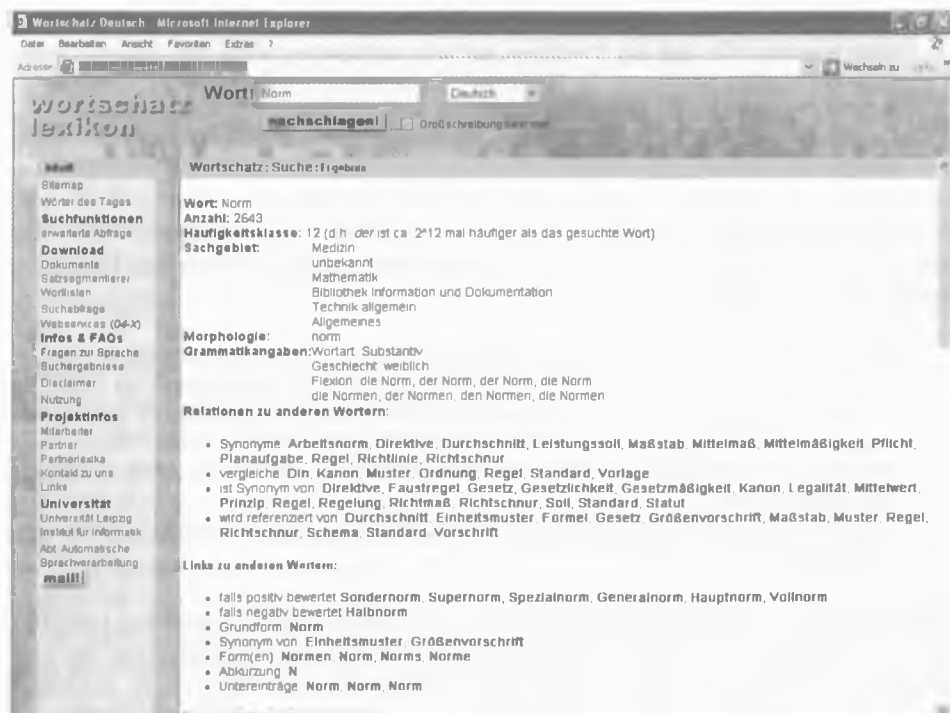 Wortschatz Deutsch Microsoft Internet Explorer
Datei Bearbeiten Ansicht Favoriten Extras ?
Adresse Wechseln zu
wortschatz
lexikon
Wort: Norm Deutsch
nachschlagen! Großschreibung
Inhalt
Sitemap
Wörter des Tages
Suchfunktionen
erweiterte Abfrage
Download
Dokumente
Satzsegmentierer
Wortlisten
Suchabfrage
Webservices (04-X)
Infos & FAQs
Fragen zur Sprache
Suchergebnisse
Disclaimer
Nutzung
Projektinfos
Mitarbeiter
Partner
Partnerlexika
Kontakt zu uns
Links
Universität
Universität Leipzig
Institut für Informatik
Abt Automatische
Sprachverarbeitung
mail!
Wortschatz: Suche: Ergebnis
Wort: Norm
Anzahl: 2643
Häufigkeitsklasse: 12 (d h der ist ca 2^12 mal häufiger als das gesuchte Wort)
Sachgebiet: Medizin
unbekannt
Mathematik
Bibliothek Information und Dokumentation
Technik allgemein
Allgemeines
Morphologie: norm
Grammatikangaben: Wortart Substantiv
Geschlecht weiblich
Flexion die Norm, der Norm, der Norm, die Norm
die Normen, der Normen, den Normen, die Normen
Relationen zu anderen Wortern:
• Synonyme Arbeitsnorm, Direktive, Durchschnitt, Leistungssoll, Maßstab, Mittelmaß, Mittelmäßigkeit Pflicht,
Planaufgabe, Regel, Richtlinie, Richtschnur
• vergleiche Din, Kanon, Muster, Ordnung, Regel, Standard, Vorlage
• ist Synonym von Direktive, Faustregel, Gesetz, Gesetzlichkeit, Gesetzmäßigkeit, Kanon, Legalität, Mittelwert,
Prinzip, Regel, Regelung, Richtmaß, Richtschnur, Soll, Standard, Statut
• wird referenziert von Durchschnitt, Einheitsmuster, Formel, Gesetz, Größenvorschrift, Maßstab, Muster, Regel,
Richtschnur, Schema, Standard Vorschrift
Links zu anderen Wortern:
• falls positiv bewertet Sondernorm, Supernorm, Spezialnorm, Generalnorm, Hauptnorm, Vollnorm
• falls negativ bewertet Halbnorm
• Grundform Norm
• Synonym von Einheitsmuster, Größenvorschrift
• Form(en) Normen, Norm, Norms, Norme
• Abkürzung N
• Untereinträge Norm, Norm, Norm